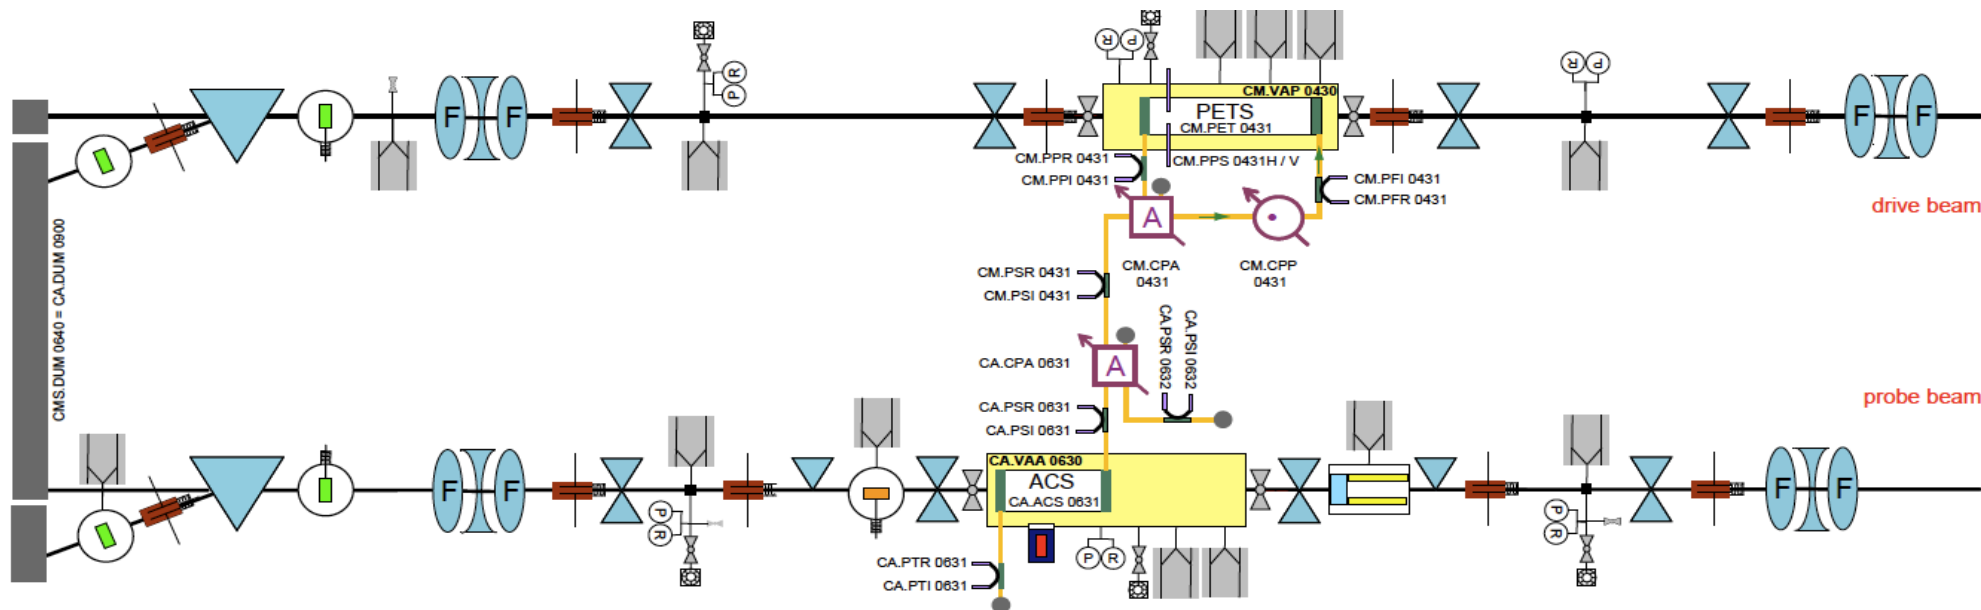 R
P
R
P
R
P
CM.VAP 0430
PETS
CM.PET 0431
F
F
F
F
CM.PPR 0431
CM.PPI 0431
CM.PPS 0431H / V
CM.PFI 0431
CM.PFR 0431
drive beam
A
CM.PSR 0431
CM.PSI 0431
CM.CPA
0431
CM.CPP
0431
CMS.DUM 0640 = CA.DUM 0900
CA.CPA 0631
A
CA.PSR 0632
CA.PSI 0632
probe beam
CA.PSR 0631
CA.PSI 0631
CA.VAA 0630
ACS
CA.ACS 0631
F
F
F
F
P
R
P
R
P
R
CA.PTR 0631
CA.PTI 0631